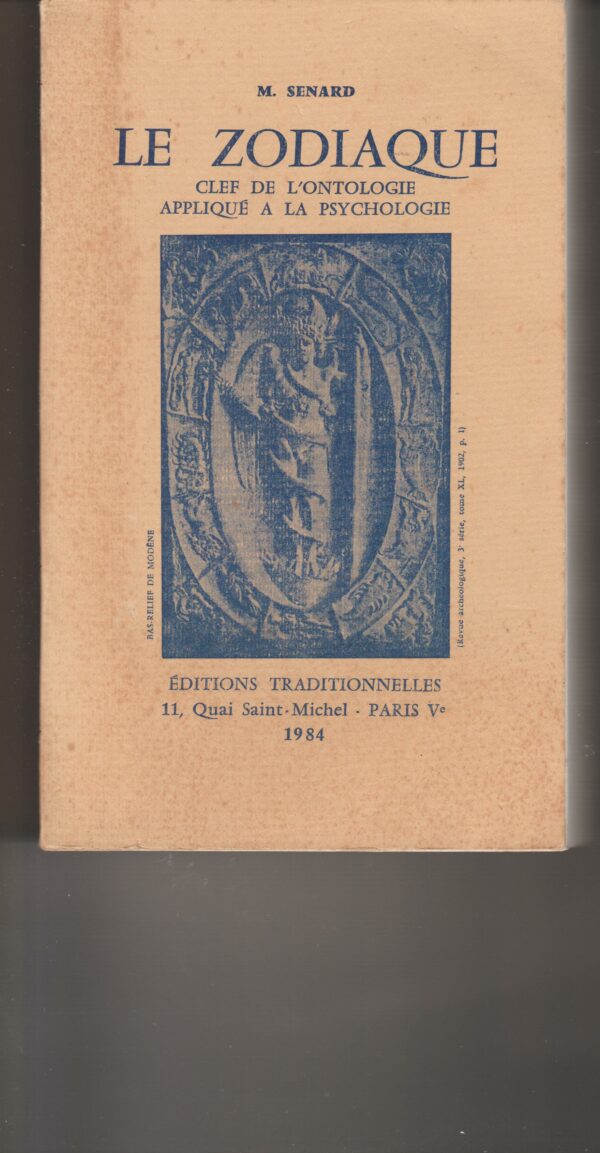 M. SENARD
LE ZODIAQUE
CLEF DE L'ONTOLOGIE
APPLIQUÉ A LA PSYCHOLOGIE
BAS-RELIEF DE MODÈNE
(Revue archeologique, 3e série, tome XL, 1902, p. 1)
ÉDITIONS TRADITIONNELLES
11, Quai Saint-Michel - PARIS Ve
1984